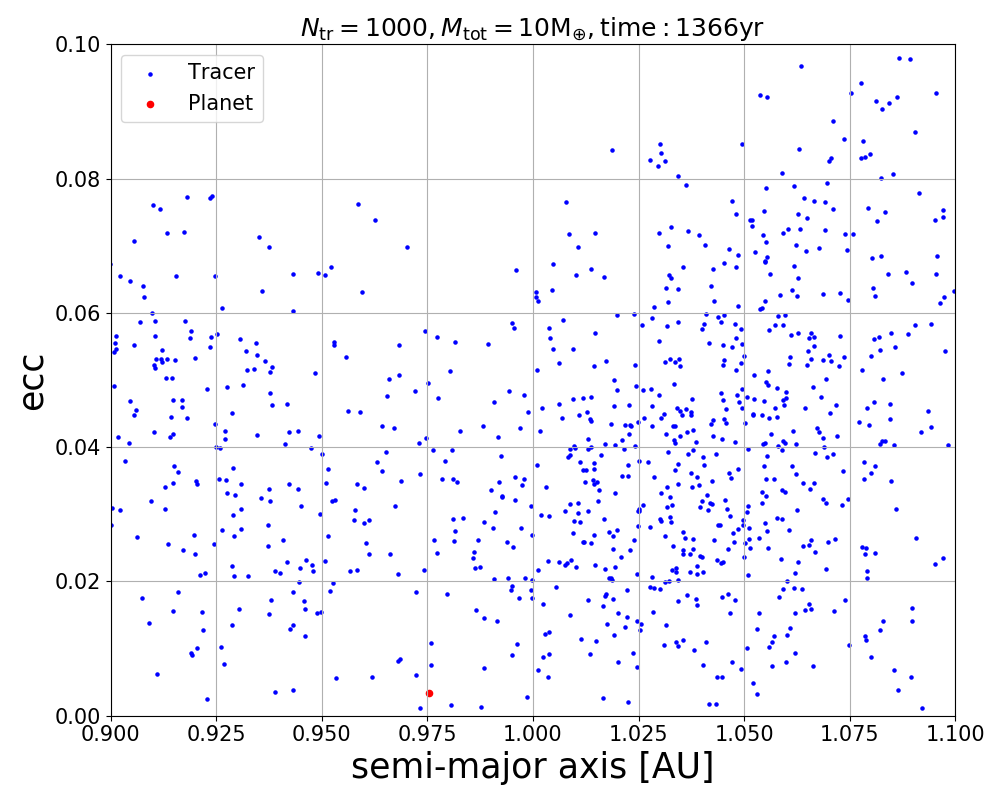 N_tr = 1000, M_tot = 10M_⊕, time : 1366yr
Tracer
Planet
0.10
0.08
0.06
0.04
0.02
0.00
ecc
0.900 0.925 0.950 0.975 1.000 1.025 1.050 1.075 1.100
semi-major axis [AU]